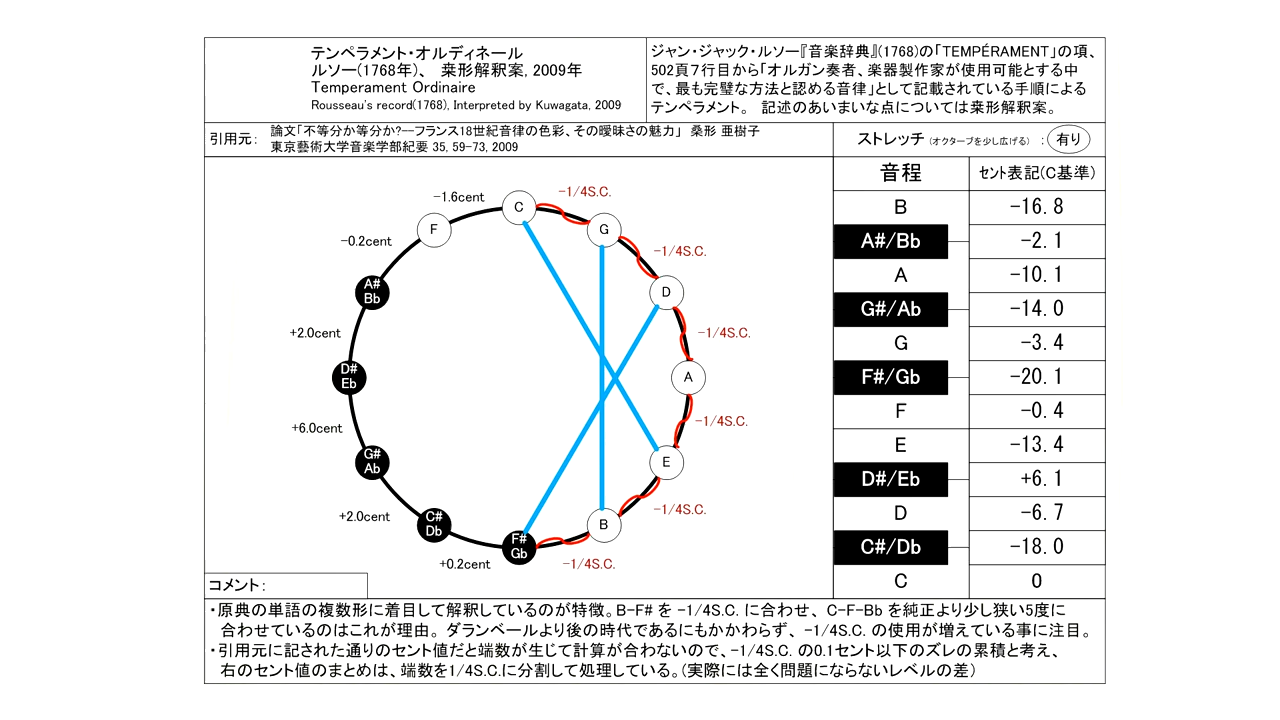 テンペラメント・オルディネール
ルソー(1768年)、 桒形解釈案, 2009年
Temperament Ordinaire
Rousseau's record(1768), Interpreted by Kuwagata, 2009
ジャン・ジャック・ルソー『音楽辞典』(1768)の「TEMPÉRAMENT」の項、
502頁７行目から「オルガン奏者、楽器製作家が使用可能とする中
で、最も完璧な方法と認める音律」として記載されている手順による
テンペラメント。 記述のあいまいな点については桒形解釈案。
引用元:
論文「不等分か等分か?--フランス18世紀音律の色彩、その曖昧さの魅力」 桑形 亜樹子
東京藝術大学音楽学部紀要 35, 59-73, 2009
ストレッチ (オクターブを少し広げる) : 有り
音程 セント表記(C基準)
B -16.8
A#/Bb -2.1
A -10.1
G#/Ab -14.0
G -3.4
F#/Gb -20.1
F -0.4
E -13.4
D#/Eb +6.1
D -6.7
C#/Db -18.0
C 0
C
-1/4S.C.
G
-1/4S.C.
D
-1/4S.C.
A
-1/4S.C.
E
-1/4S.C.
B
-1/4S.C.
F#
Gb
+0.2cent
C#
Db
+2.0cent
G#
Ab
+6.0cent
D#
Eb
+2.0cent
A#
Bb
-0.2cent
F
-1.6cent
コメント:
・原典の単語の複数形に着目して解釈しているのが特徴。B-F# を -1/4S.C. に合わせ、 C-F-Bb を純正より少し狭い5度に
合わせているのはこれが理由。 ダランベールより後の時代であるにもかかわらず、 -1/4S.C. の使用が増えている事に注目。
・引用元に記された通りのセント値だと端数が生じて計算が合わないので、-1/4S.C. の0.1セント以下のズレの累積と考え、
右のセント値のまとめは、端数を1/4S.C.に分割して処理している。(実際には全く問題にならないレベルの差)